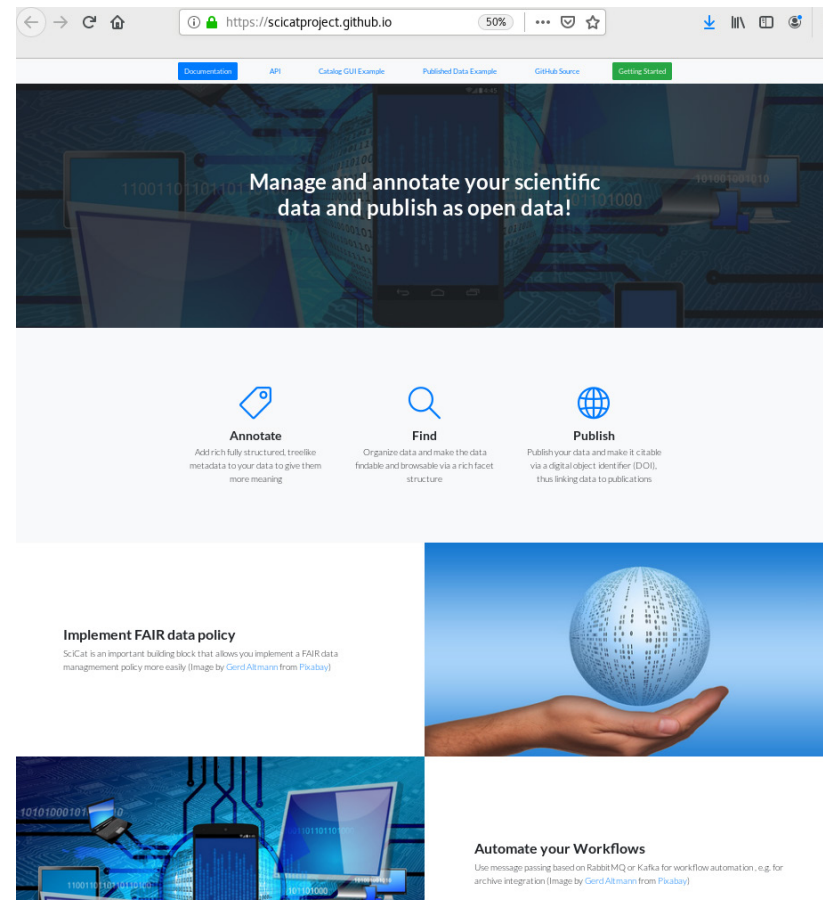 https://scicatproject.github.io
50%
Documentation API Catalog GUI Example Published Data Example GitHub Source Getting Started
Manage and annotate your scientific
data and publish as open data!
Annotate
Add rich fully structured, treelike
metadata to your data to give them
more meaning
Find
Organize data and make the data
findable and browsable via a rich facet
structure
Publish
Publish your data and make it citable
via a digital object identifier (DOI),
thus linking data to publications
Implement FAIR data policy
SciCat is an important building block that allows you implement a FAIR data
managmement policy more easily (Image by Gerd Altmann from Pixabay)
Automate your Workflows
Use message passing based on RabbitMQ or Kafka for workflow automation , e.g. for
archive integration (Image by Gerd Altmann from Pixabay)